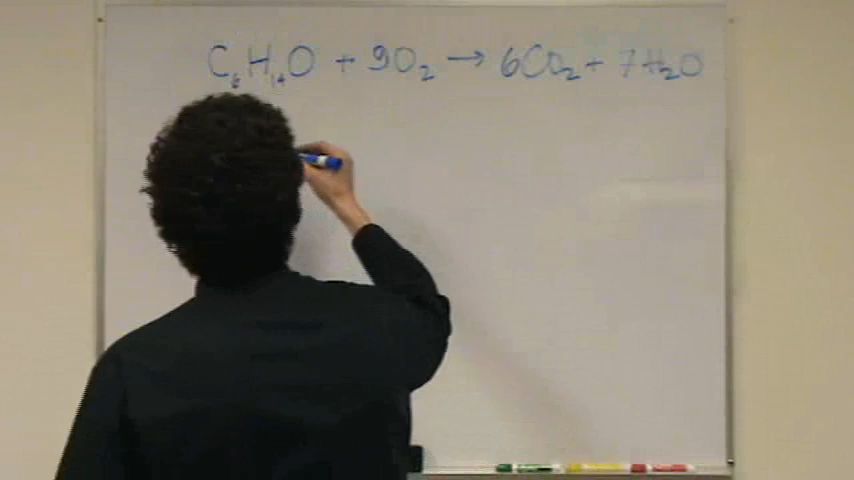 C₆H₁₄O + 9O₂ → 6CO₂ + 7H₂O